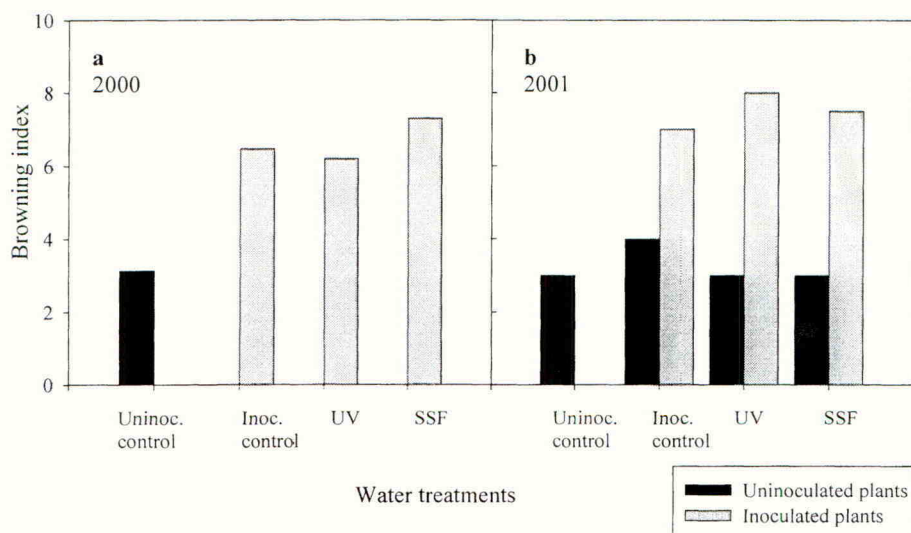 Browning index
10
8
6
4
2
0
a
2000
b
2001
Uninoc.
control
Inoc.
control
UV
SSF
Uninoc.
control
Inoc.
control
UV
SSF
Water treatments
Uninoculated plants
Inoculated plants